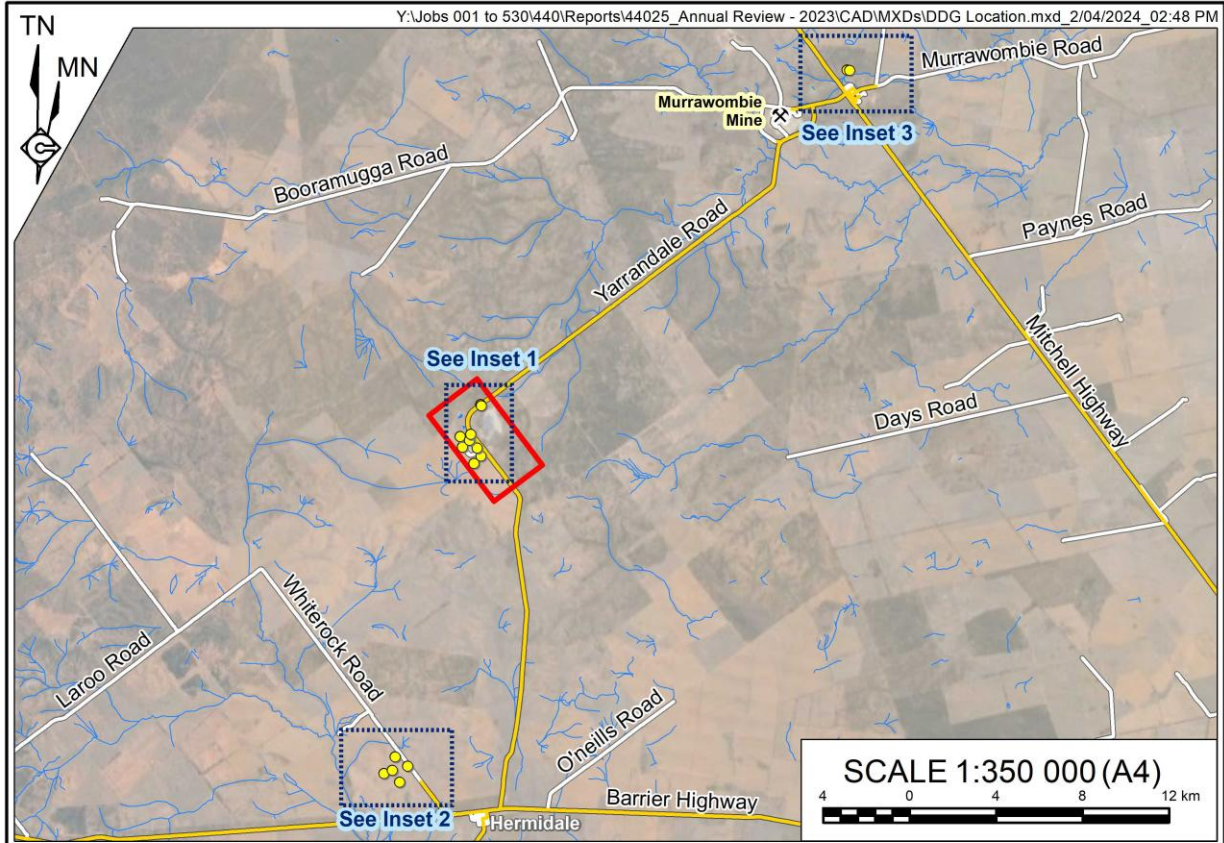 Y:\Jobs 001 to 530\440\Reports\44025_Annual Review - 2023\CAD\MXDs\DDG Location.mxd_2/04/2024_02:48 PM
TN
MN
Murrawombie Road
Murrawombie
Mine
See Inset 3
Booramugga Road
Yarrandale Road
Paynes Road
See Inset 1
Mitchell Highway
Days Road
Whiterock Road
Laroo Road
O'neills Road
SCALE 1:350 000 (A4)
4 0 4 8 12 km
Barrier Highway
See Inset 2
Hermidale